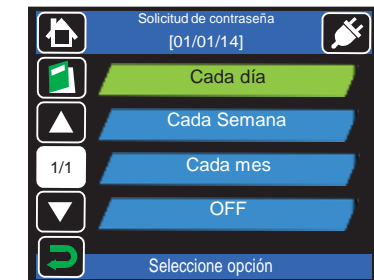 Solicitud de contraseña
[01/01/14]
Cada día
Cada Semana
1/1
Cada mes
OFF
Seleccione opción